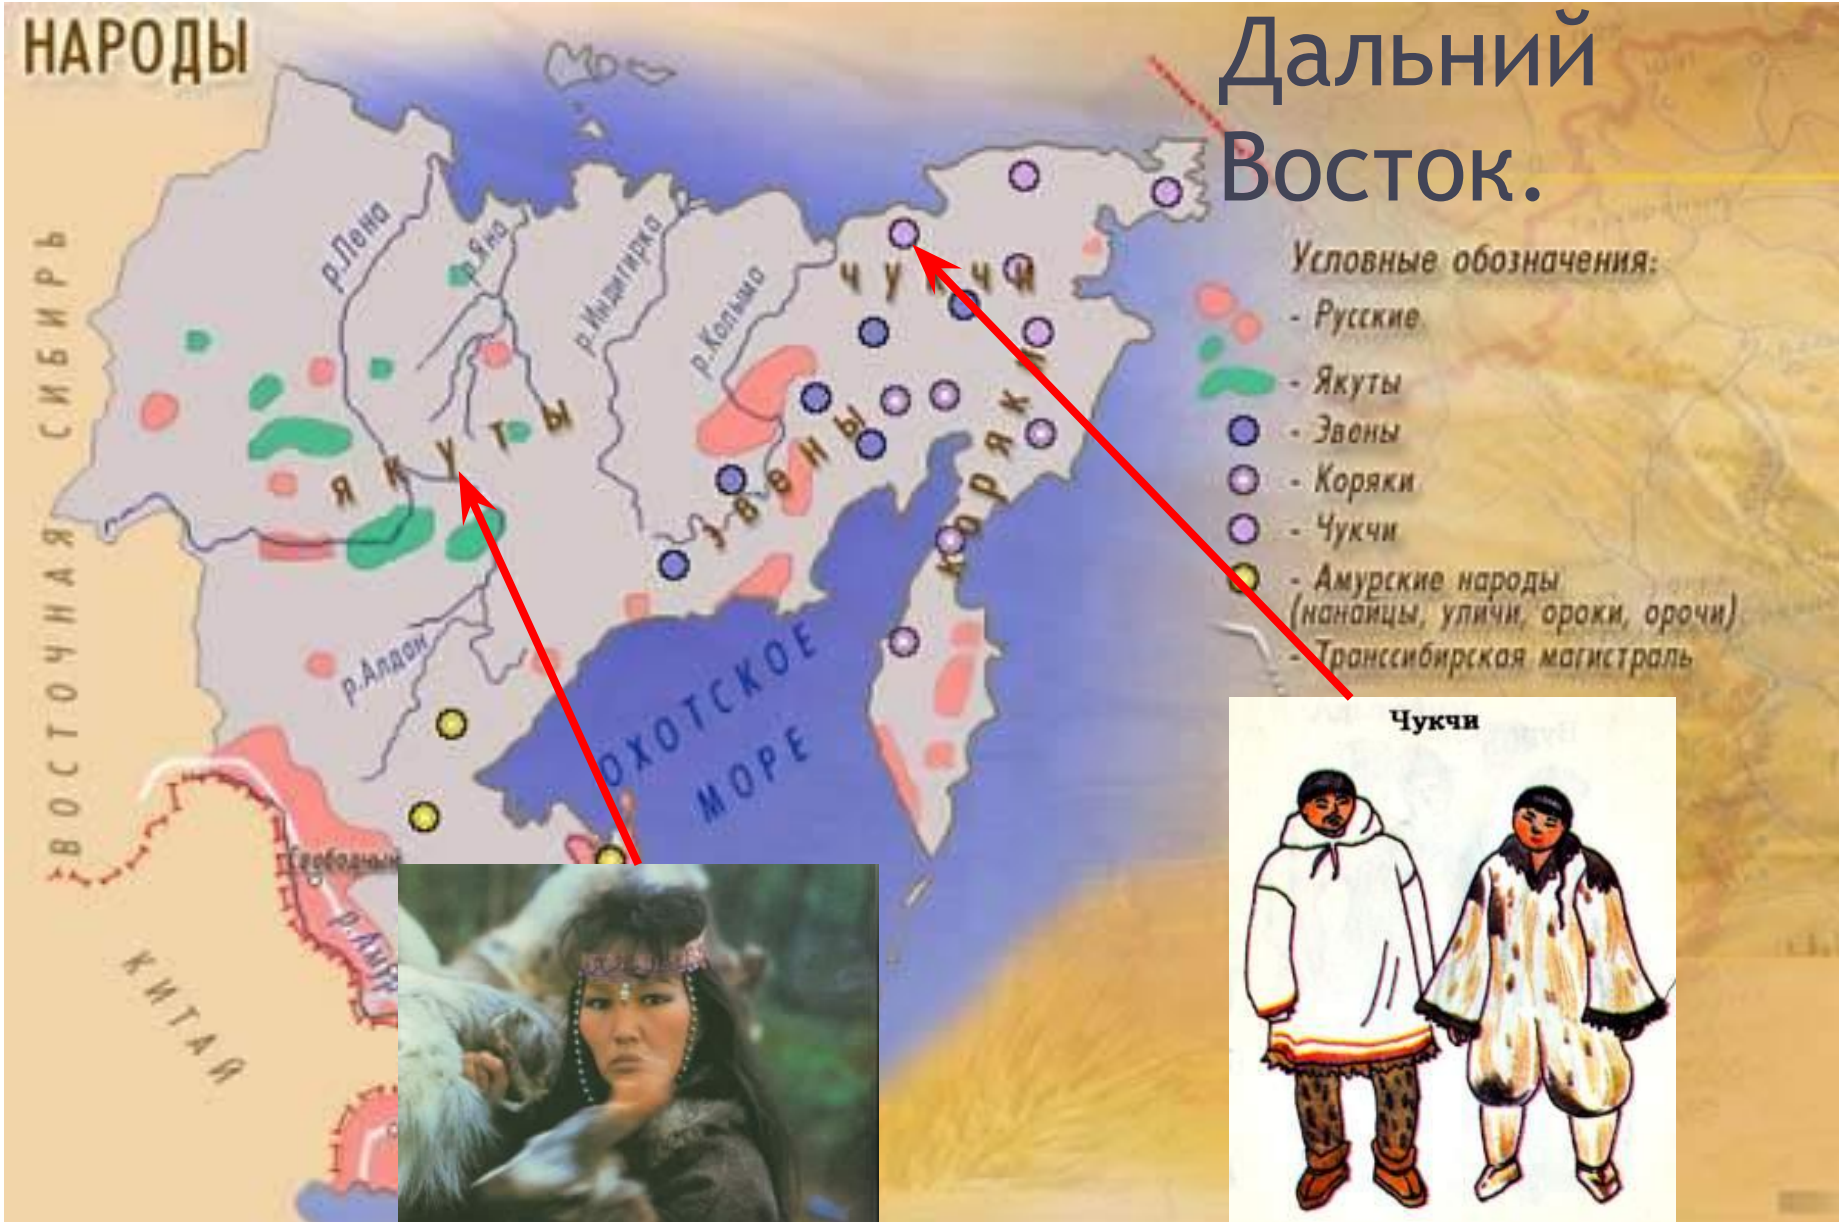 НАРОДЫ
Дальний
Восток.
Условные обозначения:
- Русские
- Якуты
- Эвены
- Коряки
- Чукчи
- Амурские народы
(нанайцы, уличи, ороки, орочи)
- Транссибирская магистраль
ВОСТОЧНАЯ СИБИРЬ
р.Лена
р.Яна
р.Индигирка
р.Колыма
ЧУКЧИ
ЯКУТЫ
ЭВЕНЫ
КОРЯКИ
р.Алдан
ОХОТСКОЕ
МОРЕ
Свободный
р.Амур
КИТАЙ
Чукчи